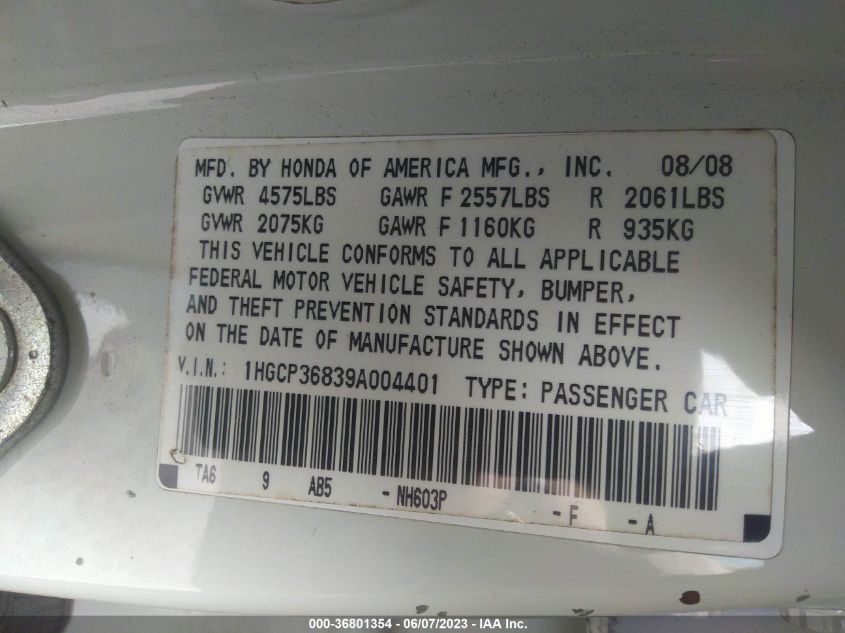 MFD. BY HONDA OF AMERICA MFG., INC. 08/08
GVWR 4575LBS GAWR F 2557LBS R 2061LBS
GVWR 2075KG GAWR F 1160KG R 935KG
THIS VEHICLE CONFORMS TO ALL APPLICABLE
FEDERAL MOTOR VEHICLE SAFETY, BUMPER,
AND THEFT PREVENTION STANDARDS IN EFFECT
ON THE DATE OF MANUFACTURE SHOWN ABOVE.
V.I.N.: 1HGCP36839A004401 TYPE: PASSENGER CAR
TA6 9 AB5 - NH603P - F - A
000-36801354 - 06/07/2023 - IAA Inc.